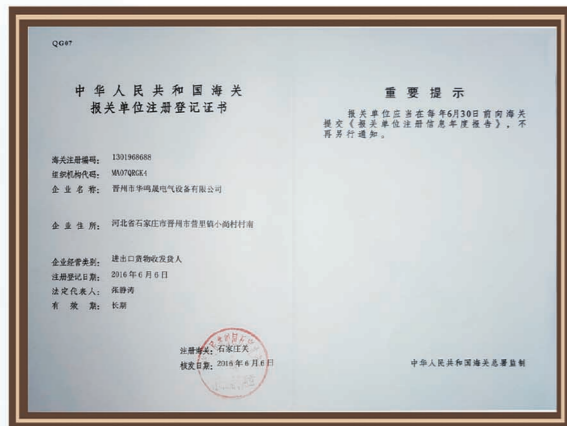 QG07
中华人民共和国海关
报关单位注册登记证书
海关注册编码: 1301968688
组织机构代码: MA07QRGK4
企业名称: 晋州市华鸣晟电气设备有限公司
企业住所: 河北省石家庄市晋州市营里镇小尚村村南
企业经营类别: 进出口货物收发货人
注册登记日期: 2016年6月6日
法定代表人:
有效期: 长期
注册海关: 石家庄关
核发日期: 2016年6月6日
重要提示
报关单位应当在每年6月30日前向海关
提交《报关单位注册信息年度报告》,不
再另行通知。
中华人民共和国海关总署监制